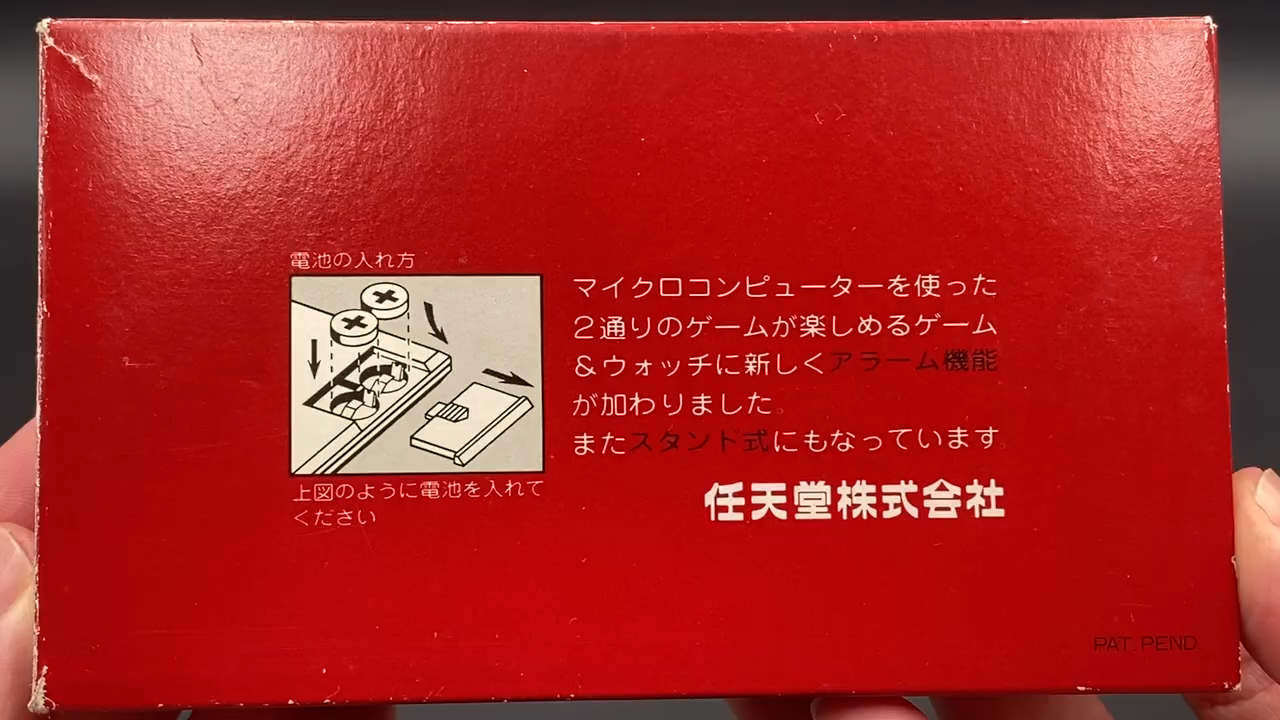 電池の入れ方
上図のように電池を入れて
ください
マイクロコンピューターを使った
2通りのゲームが楽しめるゲーム
&ウォッチに新しくアラーム機能
が加わりました。
またスタンド式にもなっています。
任天堂株式会社
PAT. PEND.